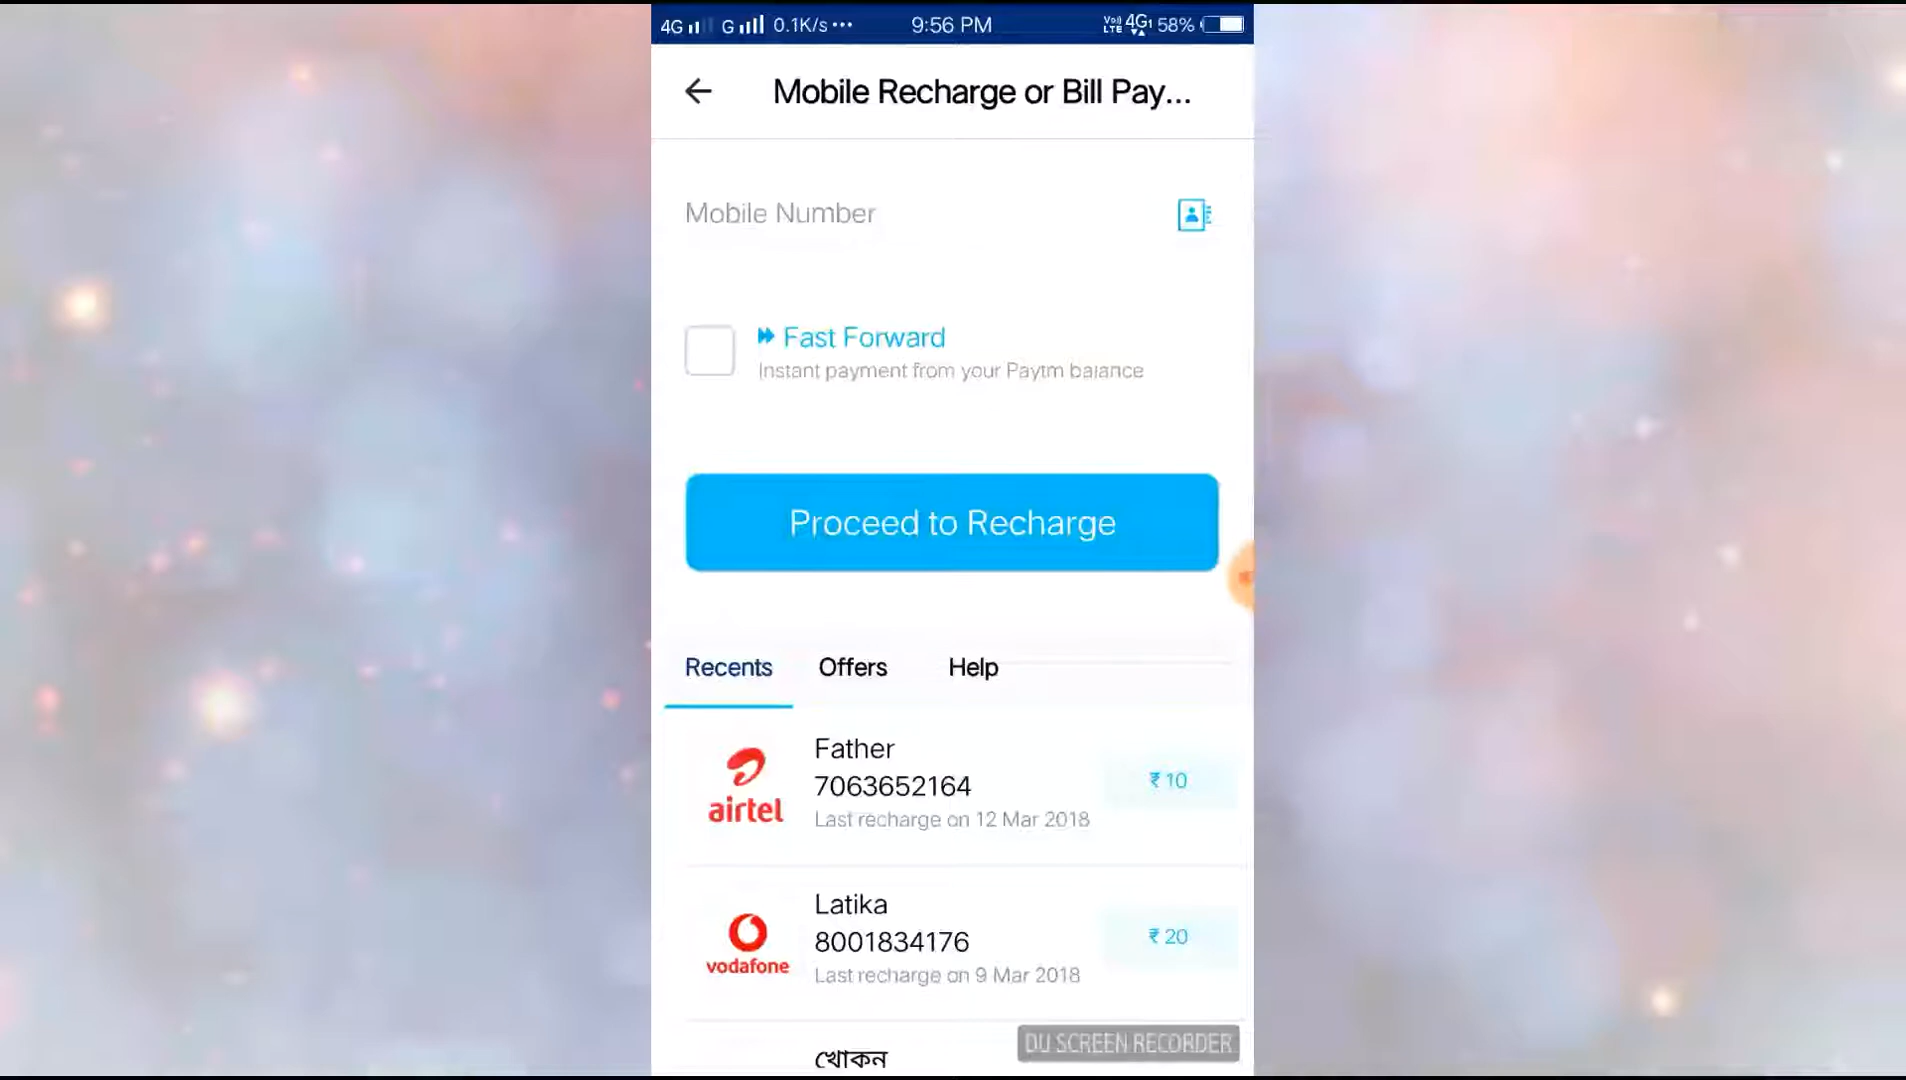 4G G 0.1K/s ... 9:56 PM VoLTE 4G1 58%
Mobile Recharge or Bill Pay...
Mobile Number
Fast Forward
Instant payment from your Paytm balance
Proceed to Recharge
Recents Offers Help
Father
7063652164
₹ 10
airtel
Last recharge on 12 Mar 2018
Latika
8001834176
₹ 20
vodafone
Last recharge on 9 Mar 2018
DU SCREEN RECORDER
খোকন